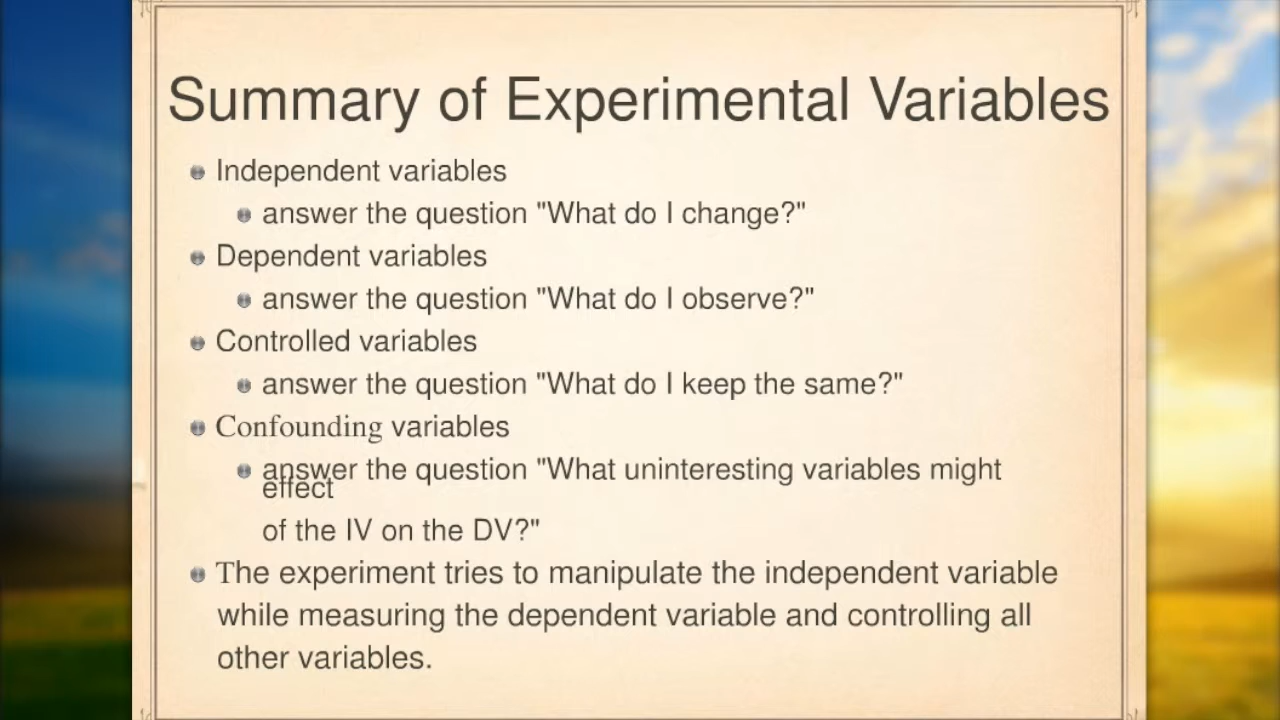 Summary of Experimental Variables
Independent variables
answer the question "What do I change?"
Dependent variables
answer the question "What do I observe?"
Controlled variables
answer the question "What do I keep the same?"
Confounding variables
answer the question "What uninteresting variables might
effect
of the IV on the DV?"
The experiment tries to manipulate the independent variable
while measuring the dependent variable and controlling all
other variables.